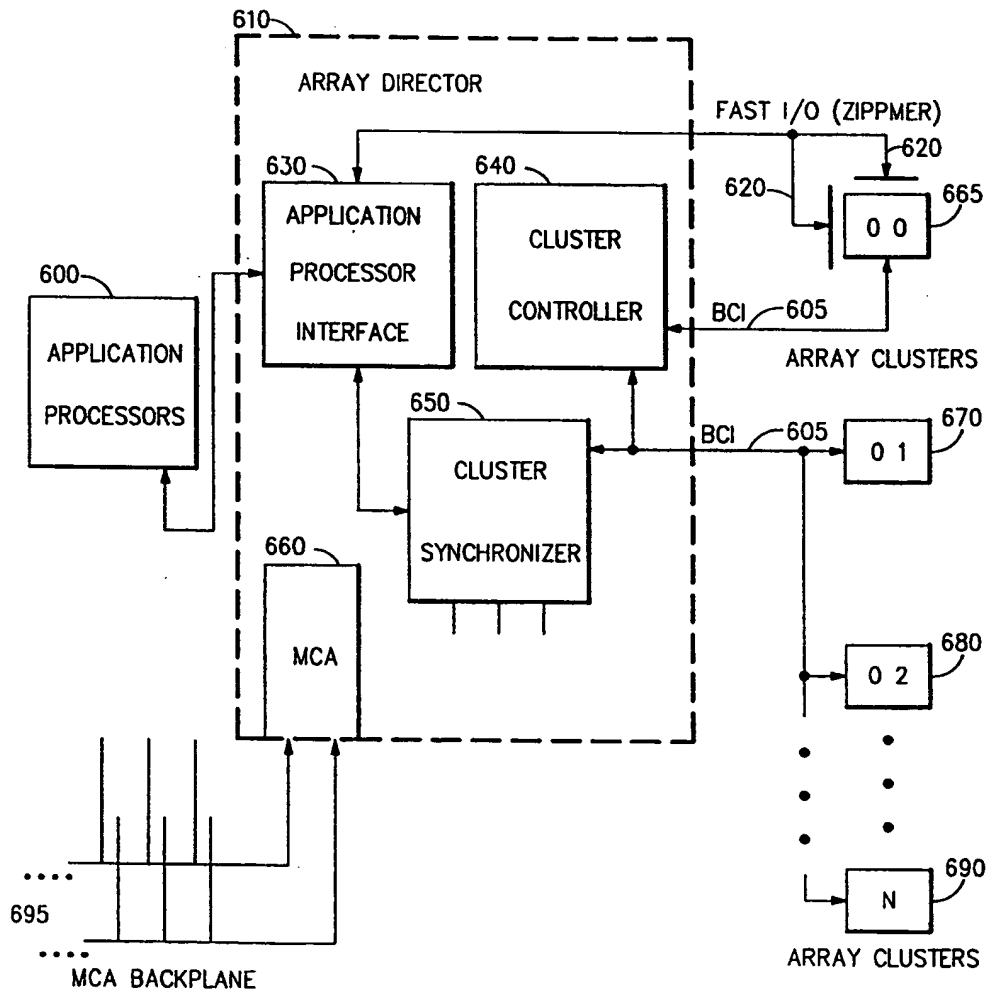 610
ARRAY DIRECTOR
FAST I/O (ZIPPMER)
630
640
620
620
665
APPLICATION
PROCESSOR
INTERFACE
CLUSTER
CONTROLLER
0 0
600
BCI
605
APPLICATION
PROCESSORS
ARRAY CLUSTERS
650
BCI
605
670
CLUSTER
SYNCHRONIZER
0 1
660
MCA
680
0 2
690
N
695
ARRAY CLUSTERS
MCA BACKPLANE